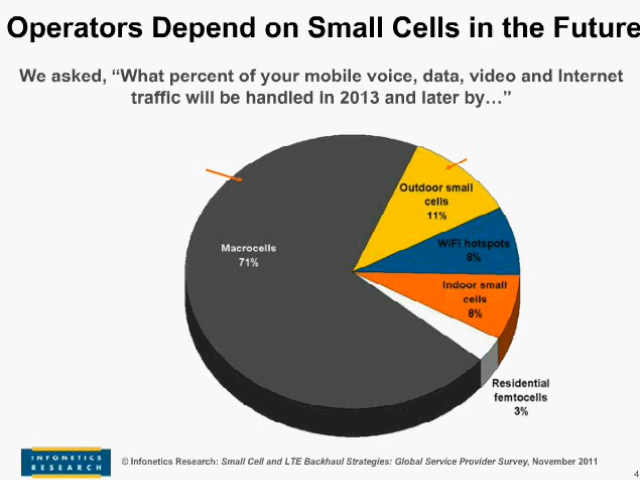 Operators Depend on Small Cells in the Future
We asked, “What percent of your mobile voice, data, video and Internet
traffic will be handled in 2013 and later by…”
Outdoor small
cells
11%
WiFi hotspots
8%
Macrocells
71%
Indoor small
cells
8%
Residential
femtocells
3%
INFONETICS
RESEARCH
© Infonetics Research: Small Cell and LTE Backhaul Strategies: Global Service Provider Survey, November 2011
4